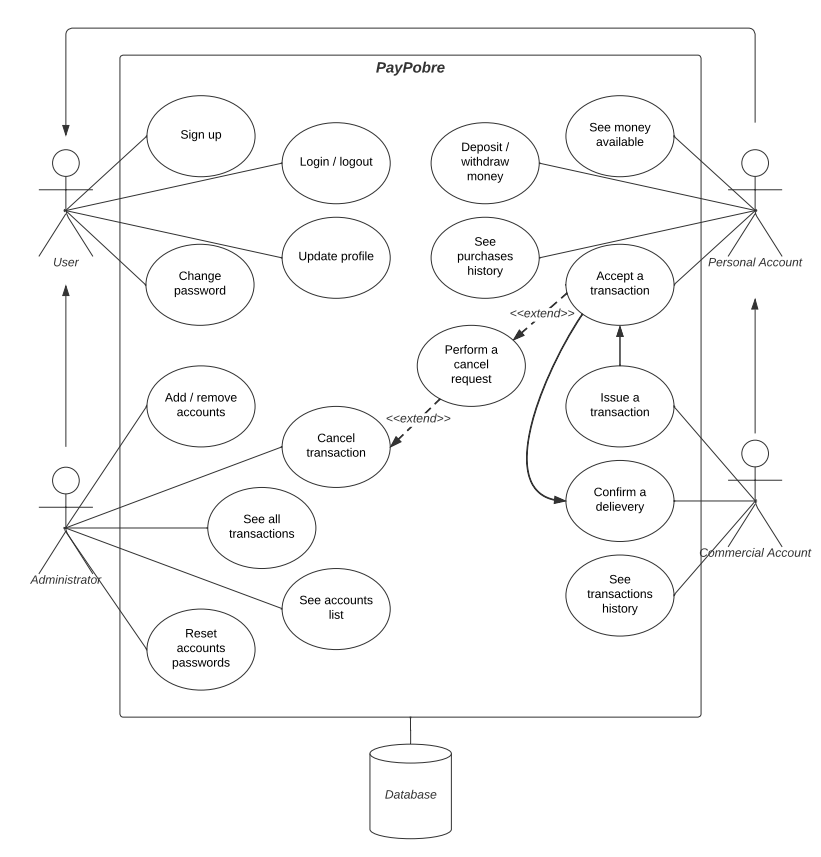 PayPobre
Sign up
Login / logout
Deposit /
withdraw
money
See money
available
User
Change
password
Update profile
See
purchases
history
Accept a
transaction
Personal Account
<<extend>>
Perform a
cancel
request
<<extend>>
Add / remove
accounts
Cancel
transaction
Issue a
transaction
See all
transactions
Confirm a
delievery
Commercial Account
Administrator
See accounts
list
See
transactions
history
Reset
accounts
passwords
Database